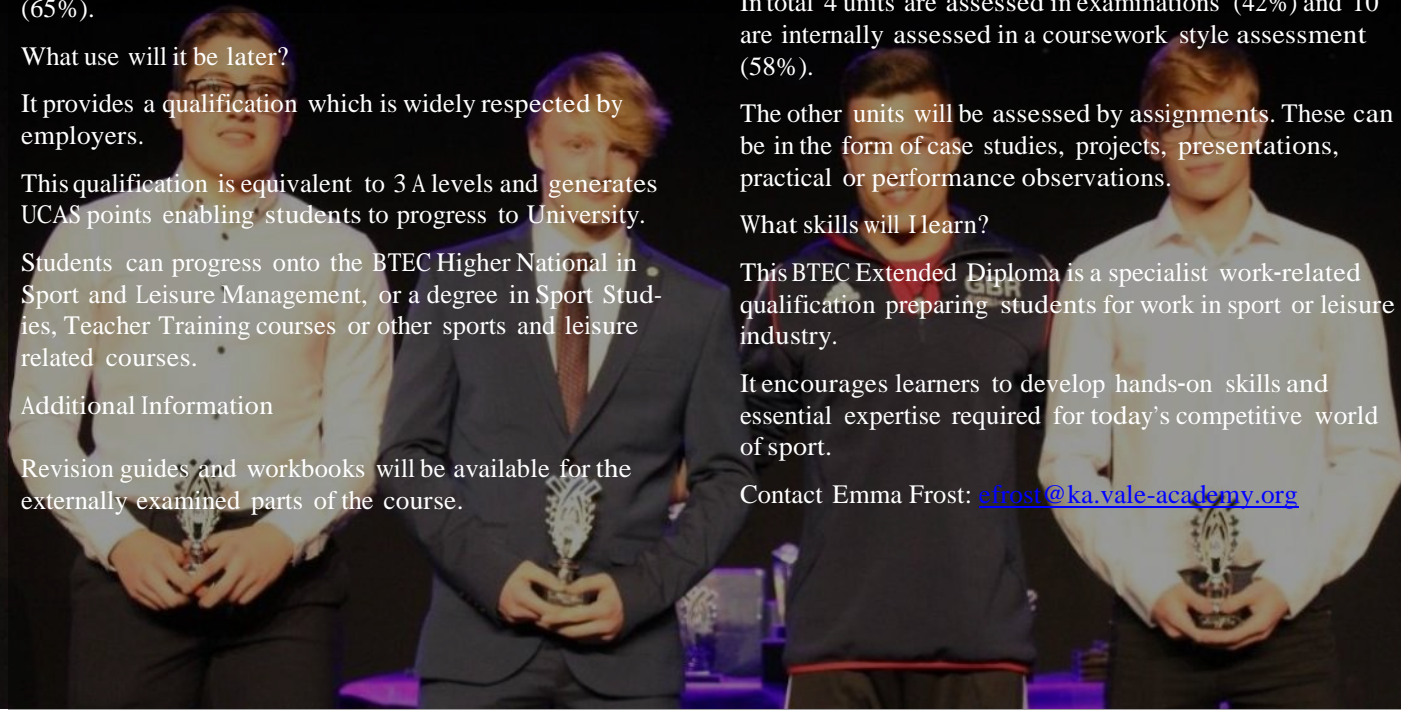 (65%).
What use will it be later?
It provides a qualification which is widely respected by
employers.
This qualification is equivalent to 3 A levels and generates
UCAS points enabling students to progress to University.
Students can progress onto the BTEC Higher National in
Sport and Leisure Management, or a degree in Sport Stud-
ies, Teacher Training courses or other sports and leisure
related courses.
Additional Information
Revision guides and workbooks will be available for the
externally examined parts of the course.
In total 4 units are assessed in examinations (42%) and 10
are internally assessed in a coursework style assessment
(58%).
The other units will be assessed by assignments. These can
be in the form of case studies, projects, presentations,
practical or performance observations.
What skills will I learn?
This BTEC Extended Diploma is a specialist work-related
qualification preparing students for work in sport or leisure
industry.
It encourages learners to develop hands-on skills and
essential expertise required for today's competitive world
of sport.
Contact Emma Frost: efrost@ka.vale-academy.org
GBR